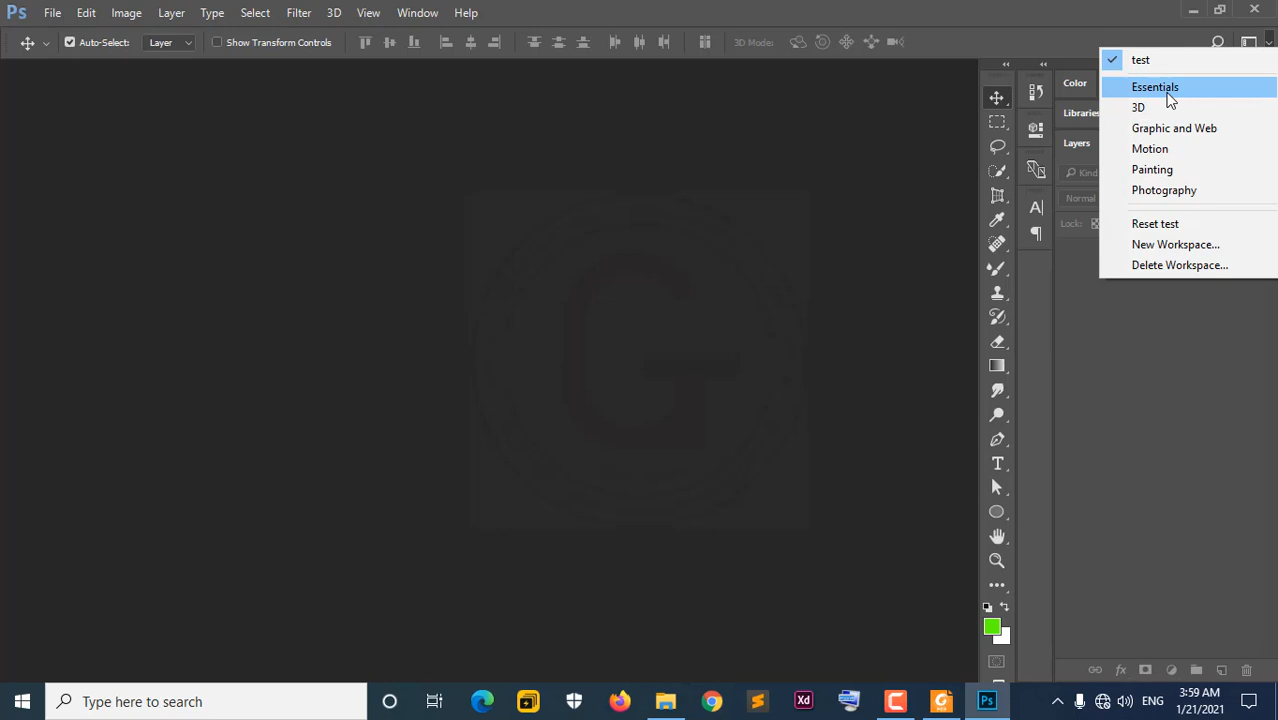 Ps File Edit Image Layer Type Select Filter 3D View Window Help
Auto-Select: Layer Show Transform Controls 3D Mode:
test
Essentials
3D
Graphic and Web
Motion
Painting
Photography
Reset test
New Workspace...
Delete Workspace...
Color
Libraries
Layers
Kind
Normal
Lock:
G
Type here to search
Xd
Ps
ENG
3:59 AM
1/21/2021